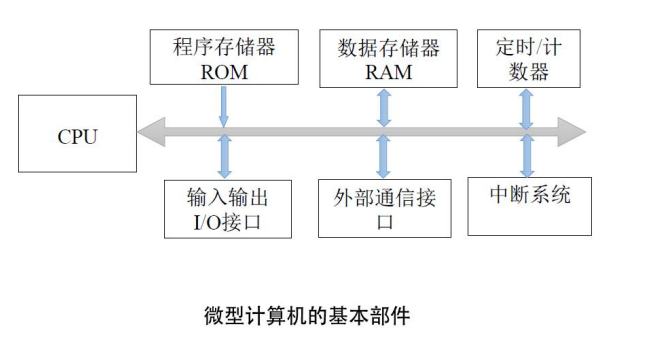 程序存储器
ROM
数据存储器
RAM
定时/计
数器
CPU
输入输出
I/O接口
外部通信接
口
中断系统
微型计算机的基本部件